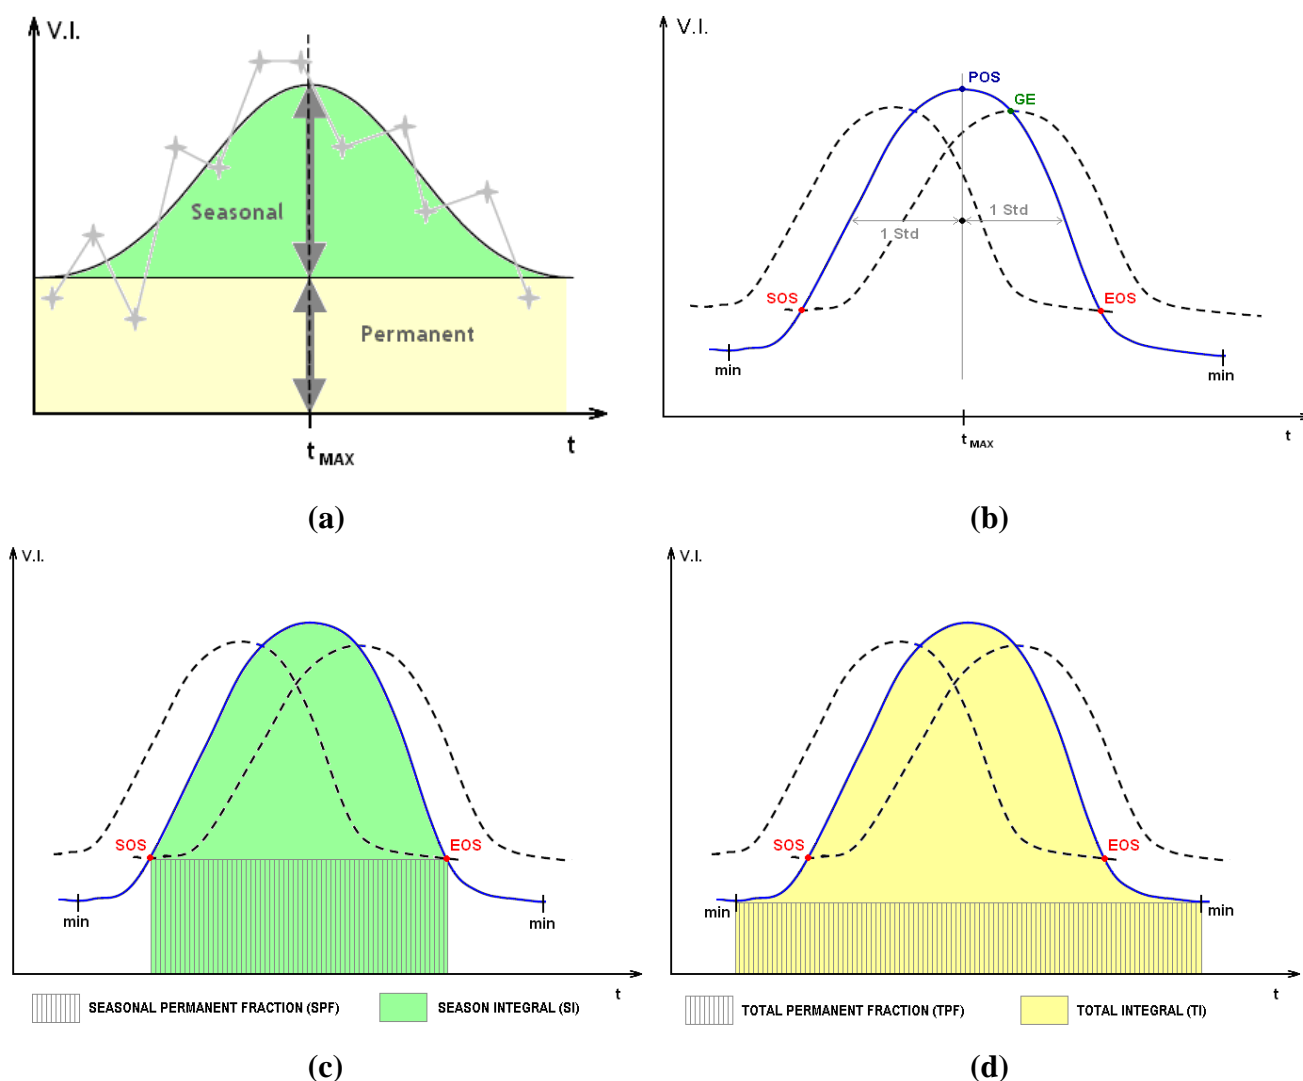 V.I.
Seasonal
Permanent
t MAX
t
(a)
V.I.
POS
GE
1 Std
1 Std
SOS
EOS
min
min
t MAX
t
(b)
V.I.
SOS
EOS
min
min
t
SEASONAL PERMANENT FRACTION (SPF)
SEASON INTEGRAL (SI)
(c)
V.I.
SOS
EOS
min
min
t
TOTAL PERMANENT FRACTION (TPF)
TOTAL INTEGRAL (TI)
(d)